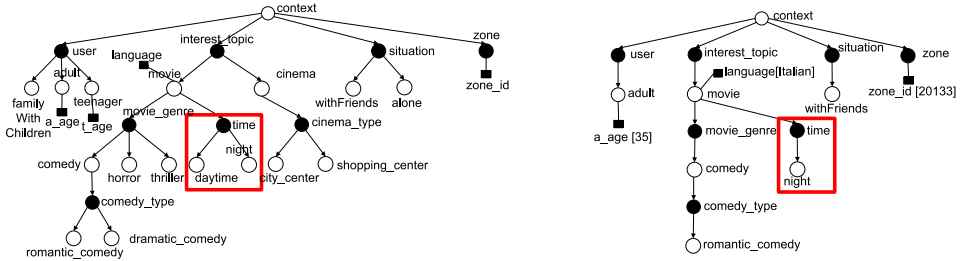 context
user
interest_topic
situation
zone
language
adult
movie
cinema
zone_id
family
With
Children
teenager
a_age
t_age
withFriends
alone
movie_genre
time
cinema_type
comedy
horror
thriller
daytime
night
city_center
shopping_center
comedy_type
romantic_comedy
dramatic_comedy
context
user
interest_topic
situation
zone
language[Italian]
adult
movie
withFriends
zone_id [20133]
a_age [35]
movie_genre
time
comedy
night
comedy_type
romantic_comedy